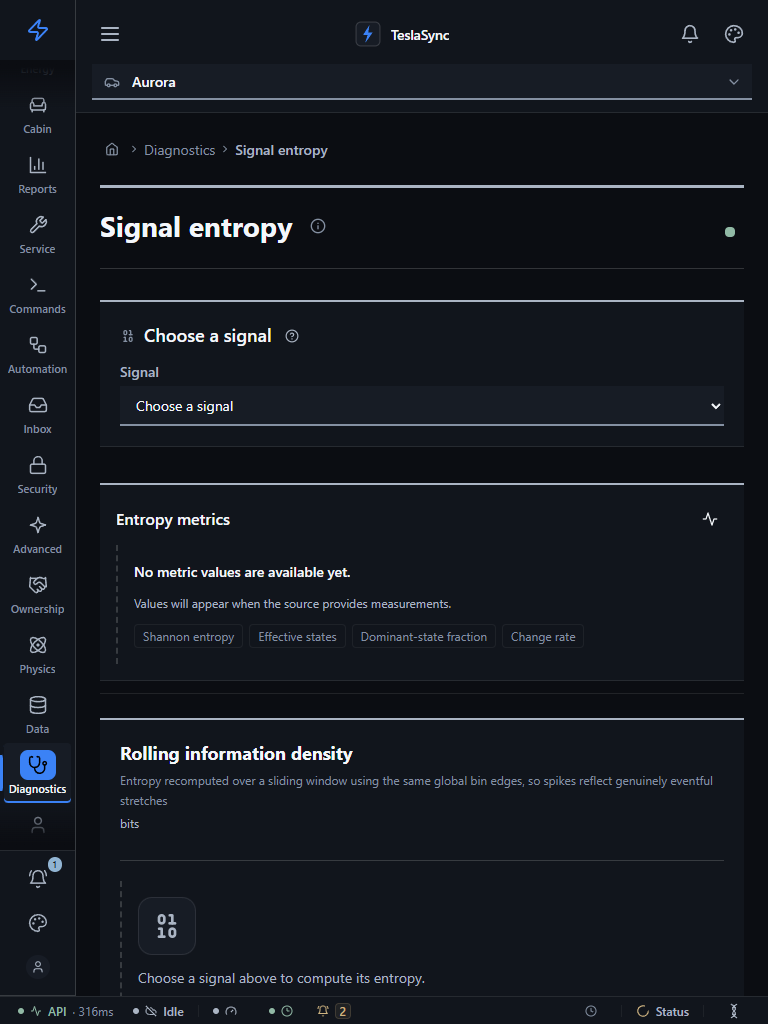 TeslaSync
Aurora
Energy
Cabin
Reports
Service
Commands
Automation
Inbox
Security
Advanced
Ownership
Physics
Data
Diagnostics
1
Diagnostics
Signal entropy
Signal entropy
01
10
Choose a signal
Signal
Choose a signal
Entropy metrics
No metric values are available yet.
Values will appear when the source provides measurements.
Shannon entropy
Effective states
Dominant-state fraction
Change rate
Rolling information density
Entropy recomputed over a sliding window using the same global bin edges, so spikes reflect genuinely eventful
stretches
bits
01
10
Choose a signal above to compute its entropy.
API · 316ms
Idle
2
Status